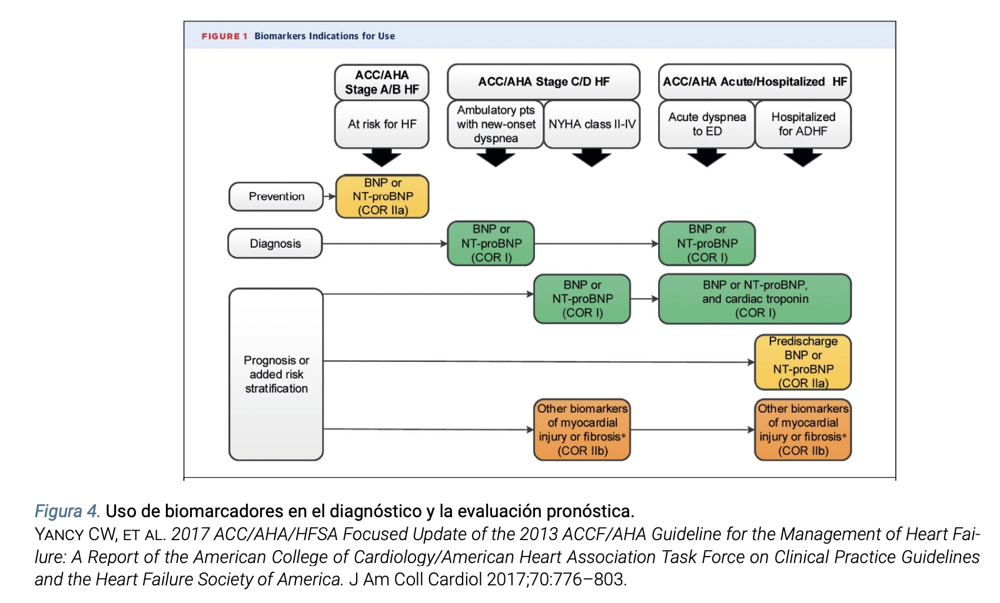 FIGURE 1 Biomarkers Indications for Use
ACC/AHA
Stage A/B HF
ACC/AHA Stage C/D HF
ACC/AHA Acute/Hospitalized HF
At risk for HF
Ambulatory pts
with new-onset
dyspnea
NYHA class II-IV
Acute dyspnea
to ED
Hospitalized
for ADHF
Prevention
BNP or
NT-proBNP
(COR IIa)
Diagnosis
BNP or
NT-proBNP
(COR I)
BNP or
NT-proBNP
(COR I)
Prognosis or
added risk
stratification
BNP or
NT-proBNP
(COR I)
BNP or NT-proBNP,
and cardiac troponin
(COR I)
Predischarge
BNP or
NT-proBNP
(COR IIa)
Other biomarkers
of myocardial
injury or fibrosis*
(COR IIb)
Other biomarkers
of myocardial
injury or fibrosis*
(COR IIb)
Figura 4. Uso de biomarcadores en el diagnóstico y la evaluación pronóstica.
YANCY CW, ET AL. 2017 ACC/AHA/HFSA Focused Update of the 2013 ACCF/AHA Guideline for the Management of Heart Fai-
lure: A Report of the American College of Cardiology/American Heart Association Task Force on Clinical Practice Guidelines
and the Heart Failure Society of America. J Am Coll Cardiol 2017;70:776–803.